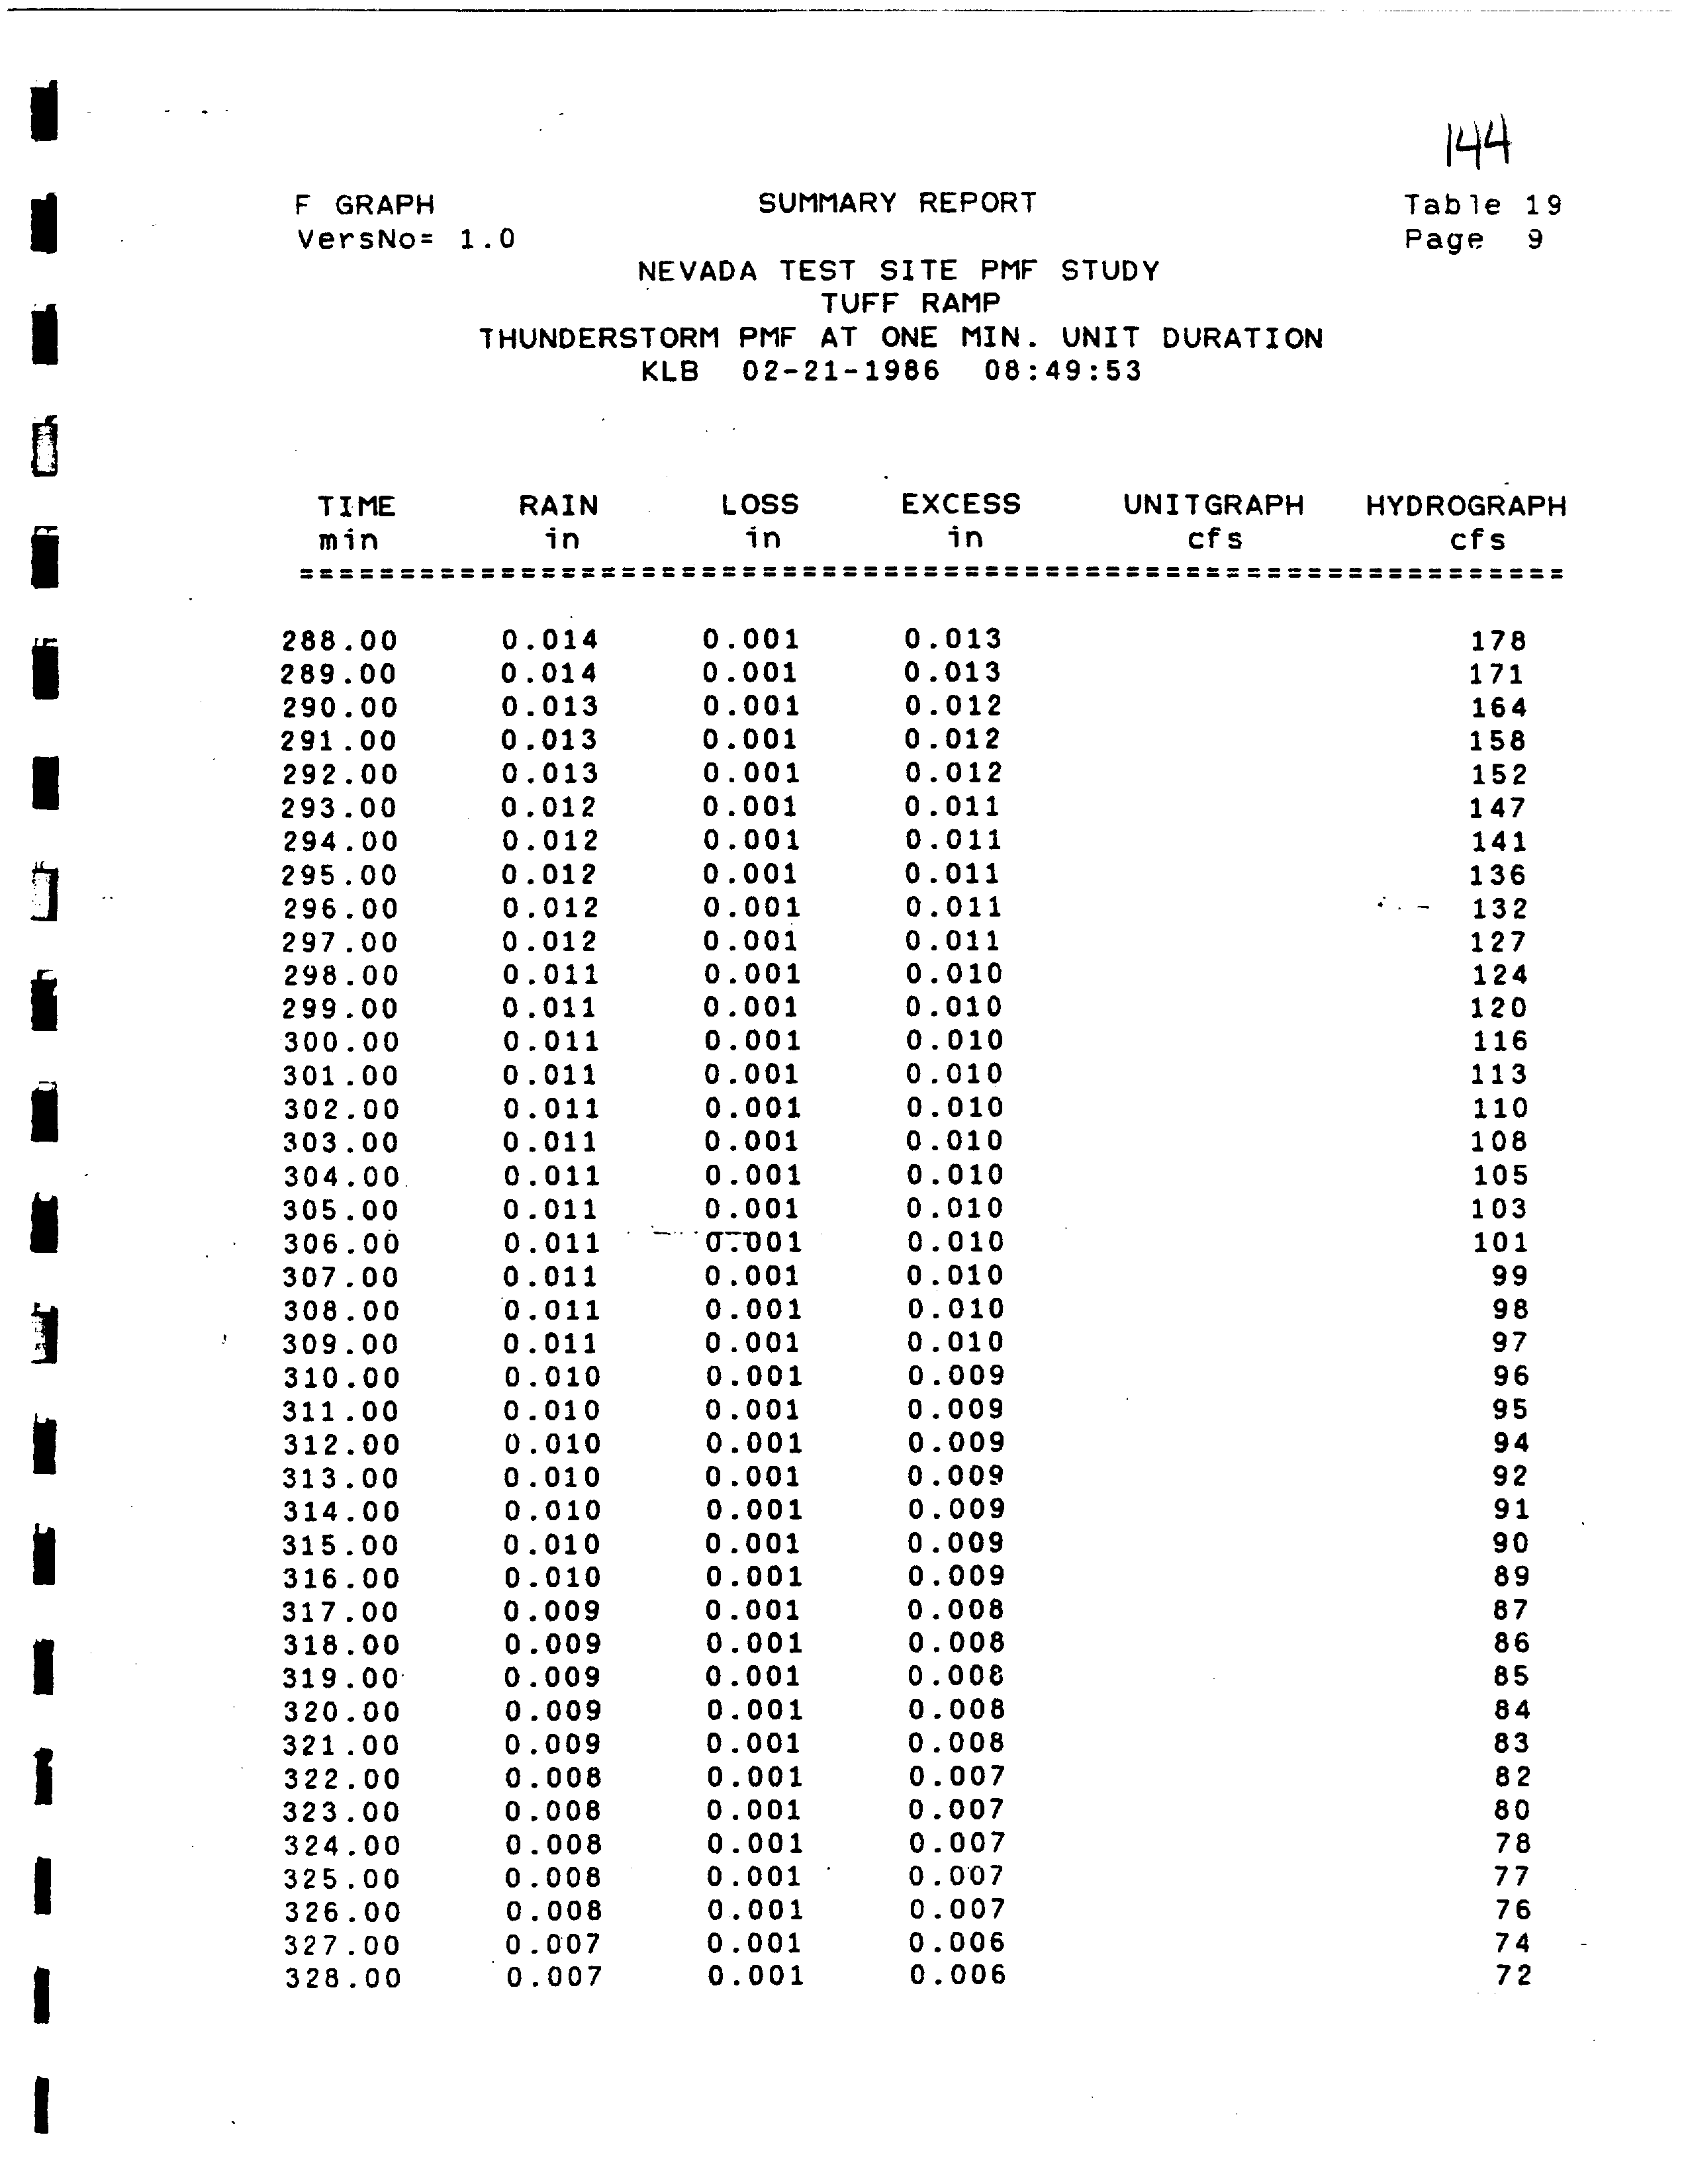 144
F GRAPH SUMMARY REPORT Table 19
VersNo= 1.0 Page 9
NEVADA TEST SITE PMF STUDY
TUFF RAMP
THUNDERSTORM PMF AT ONE MIN. UNIT DURATION
KLB 02-21-1986 08:49:53
TIME RAIN LOSS EXCESS UNITGRAPH HYDROGRAPH
min in in in cfs cfs
===============================================================
288.00 0.014 0.001 0.013 178
289.00 0.014 0.001 0.013 171
290.00 0.013 0.001 0.012 164
291.00 0.013 0.001 0.012 158
292.00 0.013 0.001 0.012 152
293.00 0.012 0.001 0.011 147
294.00 0.012 0.001 0.011 141
295.00 0.012 0.001 0.011 136
296.00 0.012 0.001 0.011 132
297.00 0.012 0.001 0.011 127
298.00 0.011 0.001 0.010 124
299.00 0.011 0.001 0.010 120
300.00 0.011 0.001 0.010 116
301.00 0.011 0.001 0.010 113
302.00 0.011 0.001 0.010 110
303.00 0.011 0.001 0.010 108
304.00 0.011 0.001 0.010 105
305.00 0.011 0.001 0.010 103
306.00 0.011 0.001 0.010 101
307.00 0.011 0.001 0.010 99
308.00 0.011 0.001 0.010 98
309.00 0.011 0.001 0.010 97
310.00 0.010 0.001 0.009 96
311.00 0.010 0.001 0.009 95
312.00 0.010 0.001 0.009 94
313.00 0.010 0.001 0.009 92
314.00 0.010 0.001 0.009 91
315.00 0.010 0.001 0.009 90
316.00 0.010 0.001 0.009 89
317.00 0.009 0.001 0.008 87
318.00 0.009 0.001 0.008 86
319.00 0.009 0.001 0.008 85
320.00 0.009 0.001 0.008 84
321.00 0.009 0.001 0.008 83
322.00 0.008 0.001 0.007 82
323.00 0.008 0.001 0.007 80
324.00 0.008 0.001 0.007 78
325.00 0.008 0.001 0.007 77
326.00 0.008 0.001 0.007 76
327.00 0.007 0.001 0.006 74
328.00 0.007 0.001 0.006 72